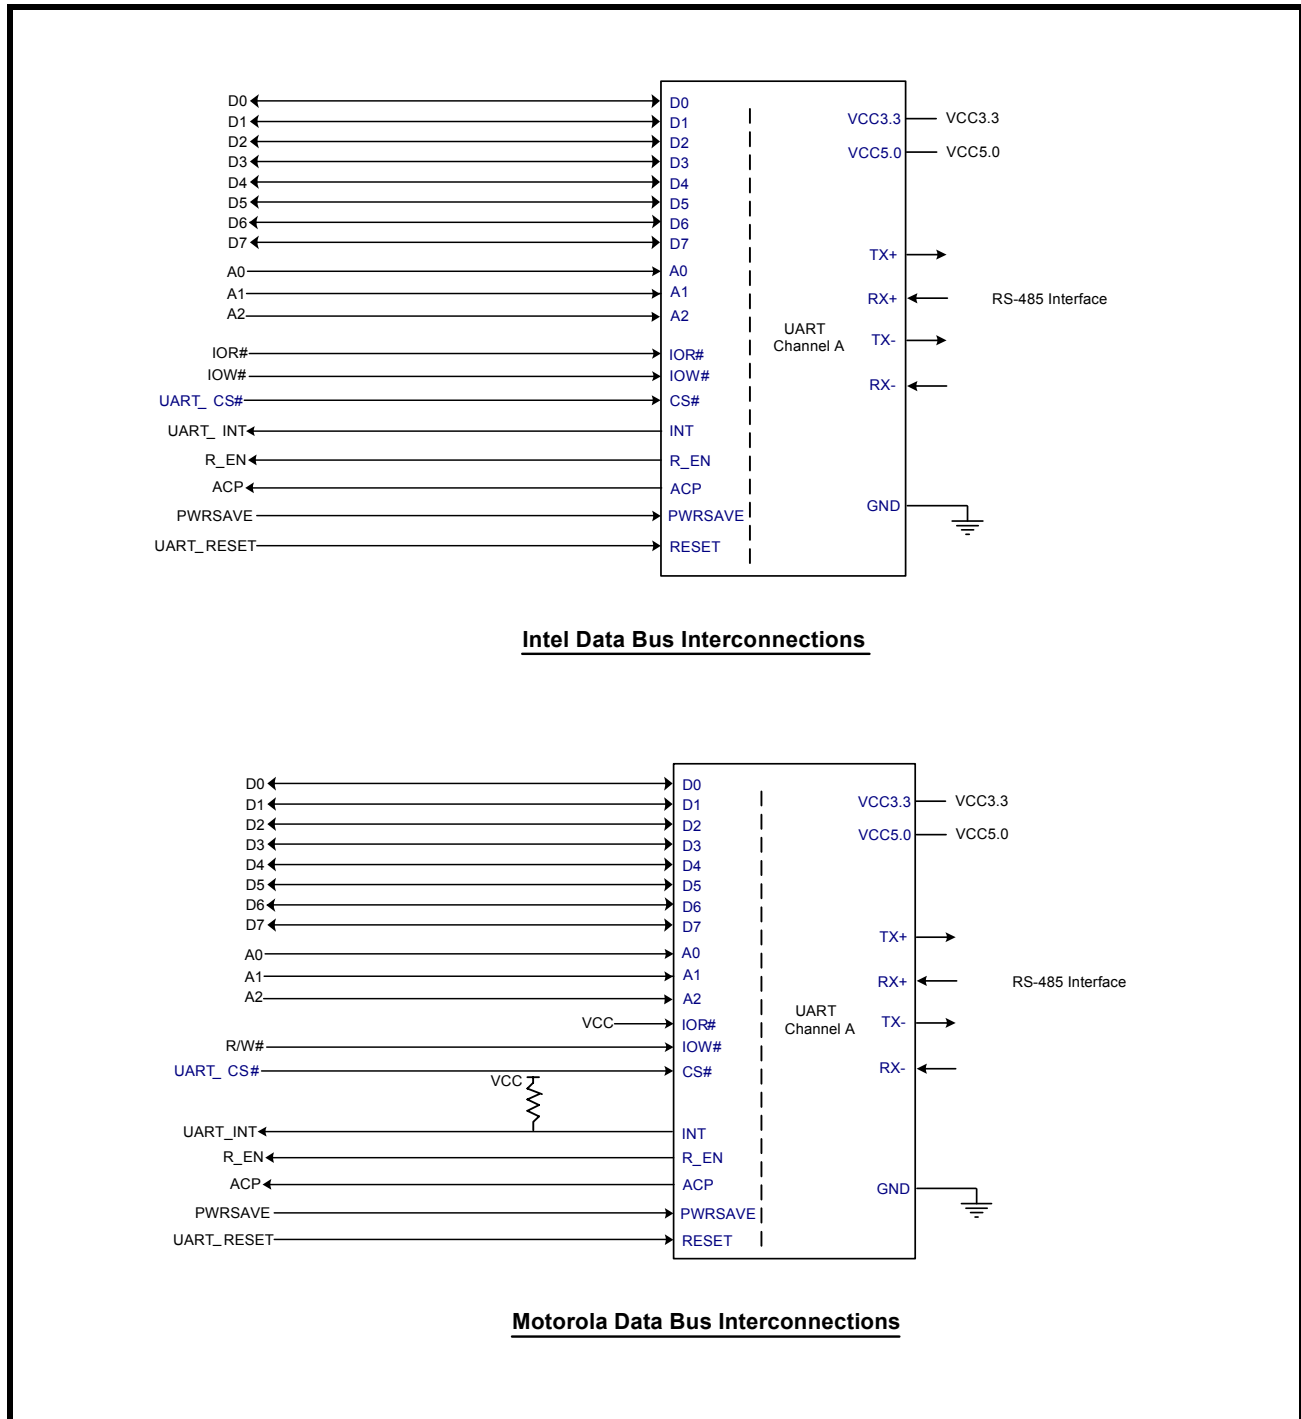 D0 D0
D1 D1
D2 D2
D3 D3
D4 D4
D5 D5
D6 D6
D7 D7
A0 A0
A1 A1
A2 A2
IOR# IOR#
IOW# IOW#
UART_ CS# CS#
UART_ INT INT
R_EN R_EN
ACP ACP
PWRSAVE PWRSAVE
UART_RESET RESET
UART
Channel A
VCC3.3 VCC3.3
VCC5.0 VCC5.0
TX+
RX+
TX-
RX-
RS-485 Interface
GND
Intel Data Bus Interconnections
D0 D0
D1 D1
D2 D2
D3 D3
D4 D4
D5 D5
D6 D6
D7 D7
A0 A0
A1 A1
A2 A2
VCC IOR#
R/W# IOW#
UART_ CS# CS#
VCC
UART_INT INT
R_EN R_EN
ACP ACP
PWRSAVE PWRSAVE
UART_RESET RESET
UART
Channel A
VCC3.3 VCC3.3
VCC5.0 VCC5.0
TX+
RX+
TX-
RX-
RS-485 Interface
GND
Motorola Data Bus Interconnections